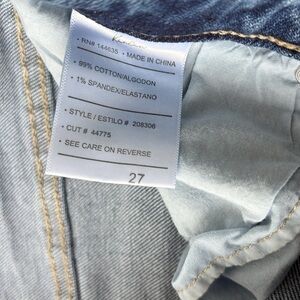 • RN# 144635 • MADE IN CHINA
• 99% COTTON/ALGODON
• 1% SPANDEX/ELASTANO
• STYLE / ESTILO # 208306
• CUT # 44775
• SEE CARE ON REVERSE
27